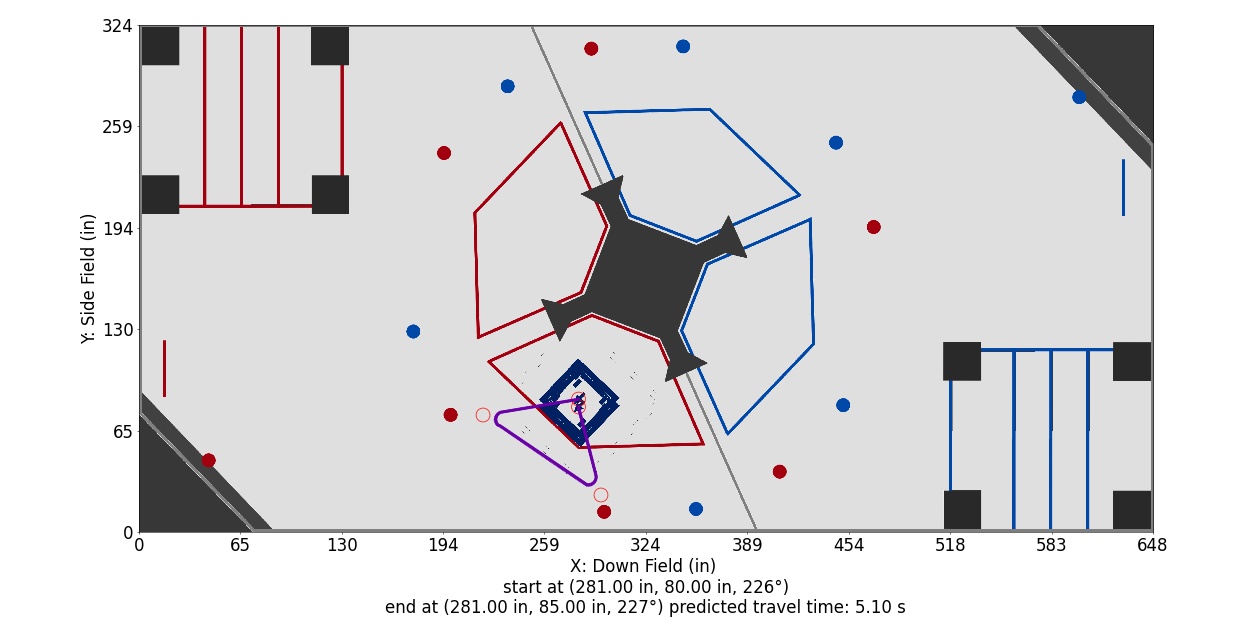 324
259
194
130
65
0
Y: Side Field (in)
0 65 130 194 259 324 389 454 518 583 648
X: Down Field (in)
start at (281.00 in, 80.00 in, 226°)
end at (281.00 in, 85.00 in, 227°) predicted travel time: 5.10 s